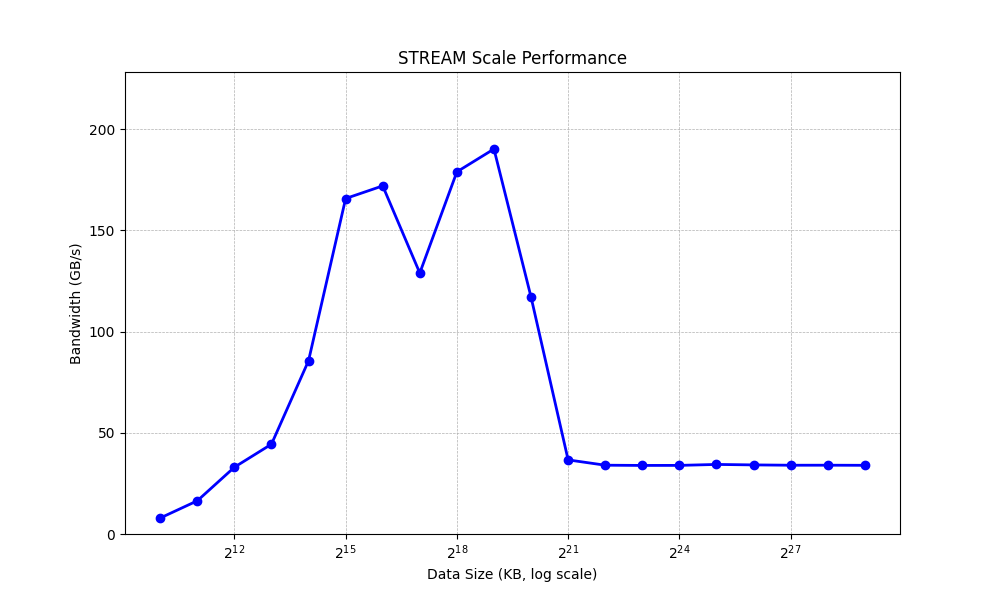 STREAM Scale Performance
200
150
100
50
0
Bandwidth (GB/s)
2^12 2^15 2^18 2^21 2^24 2^27
Data Size (KB, log scale)